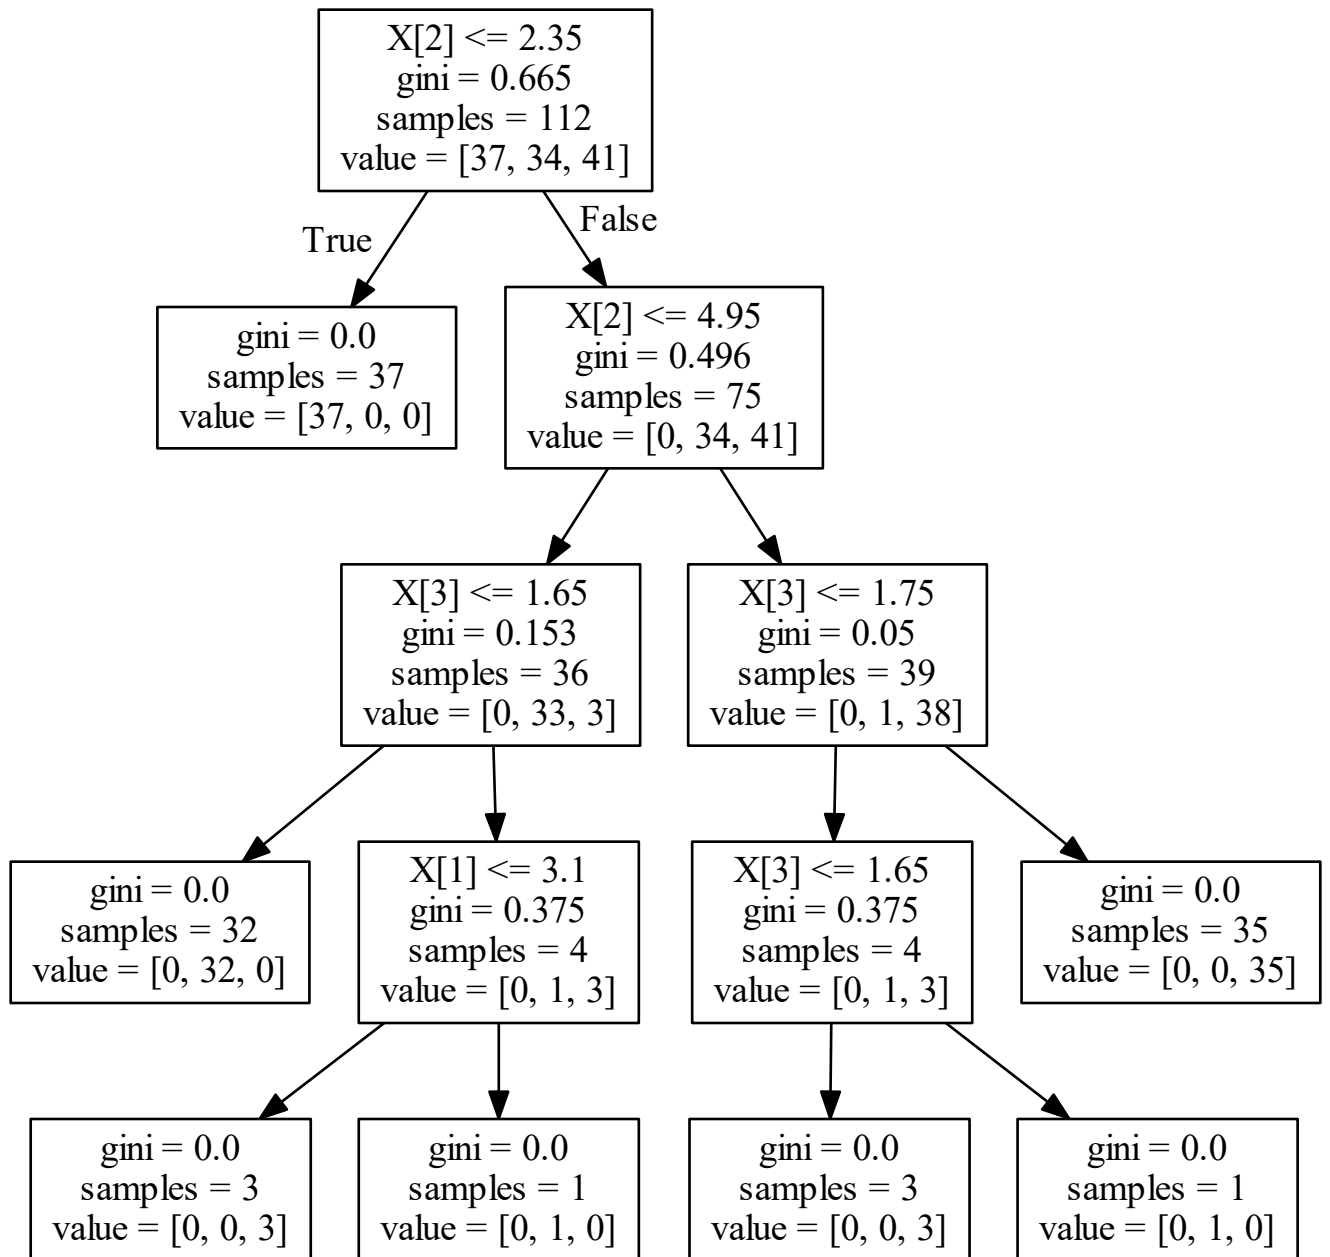 X[2] <= 2.35
gini = 0.665
samples = 112
value = [37, 34, 41]
True
False
gini = 0.0
samples = 37
value = [37, 0, 0]
X[2] <= 4.95
gini = 0.496
samples = 75
value = [0, 34, 41]
X[3] <= 1.65
gini = 0.153
samples = 36
value = [0, 33, 3]
X[3] <= 1.75
gini = 0.05
samples = 39
value = [0, 1, 38]
gini = 0.0
samples = 32
value = [0, 32, 0]
X[1] <= 3.1
gini = 0.375
samples = 4
value = [0, 1, 3]
X[3] <= 1.65
gini = 0.375
samples = 4
value = [0, 1, 3]
gini = 0.0
samples = 35
value = [0, 0, 35]
gini = 0.0
samples = 3
value = [0, 0, 3]
gini = 0.0
samples = 1
value = [0, 1, 0]
gini = 0.0
samples = 3
value = [0, 0, 3]
gini = 0.0
samples = 1
value = [0, 1, 0]